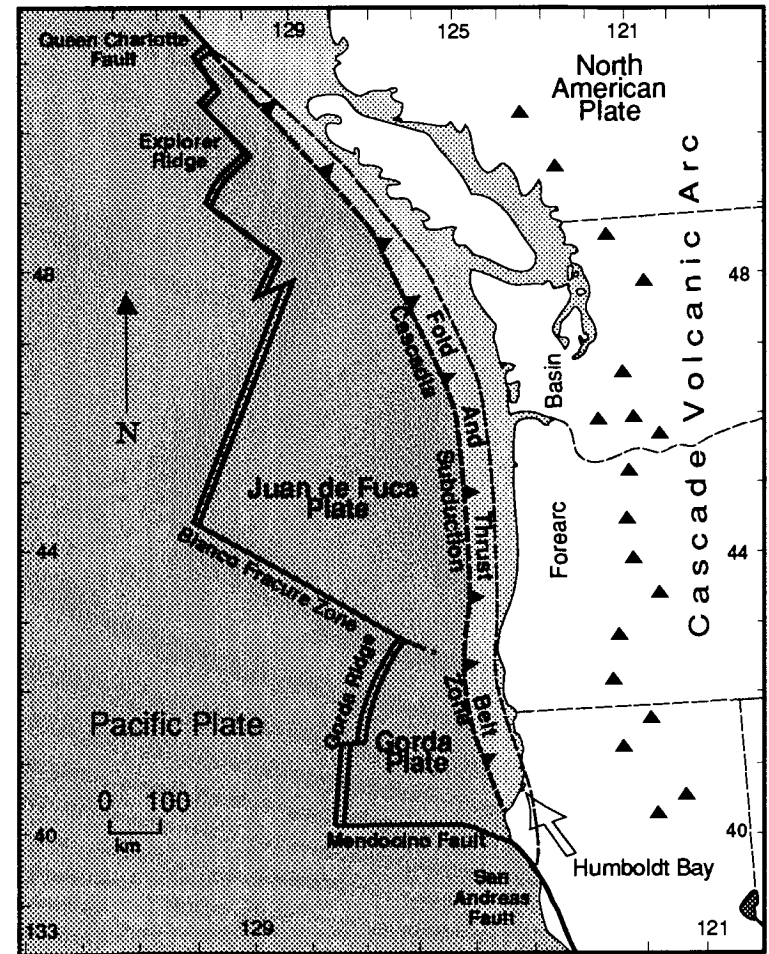 129
125
121
Queen Charlotte
Fault
North
American
Plate
Explorer
Ridge
48
48
N
Fold
And
Thrust
Belt
Cascadia
Subduction
Zone
Basin
Forearc
Cascade Volcanic Arc
Juan de Fuca
Plate
44
44
Blanco Fracure Zone
Gorda Ridge
Pacific Plate
Gorda
Plate
0 100
km
40
40
Mendocino Fault
Humboldt Bay
San
Andreas
Fault
133
129
121